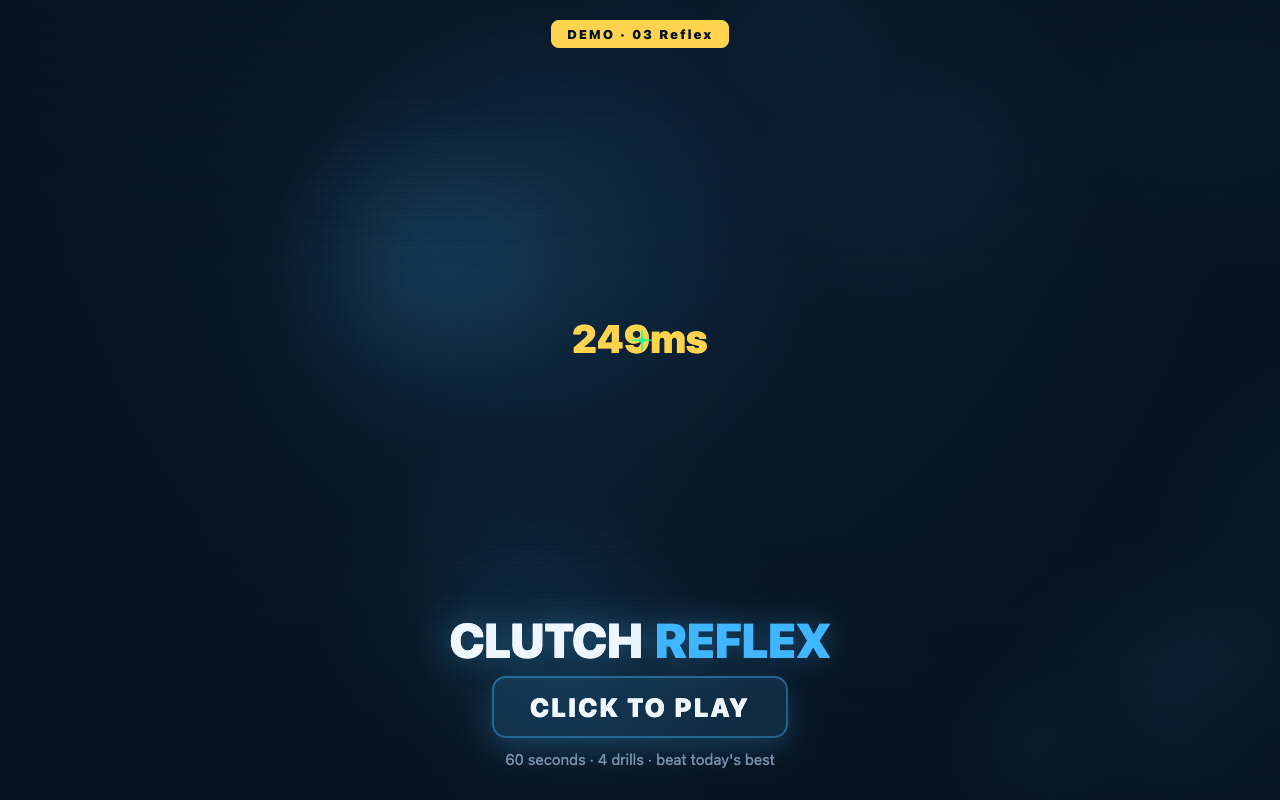 DEMO · 03 Reflex
249ms
CLUTCH REFLEX
CLICK TO PLAY
60 seconds · 4 drills · beat today's best